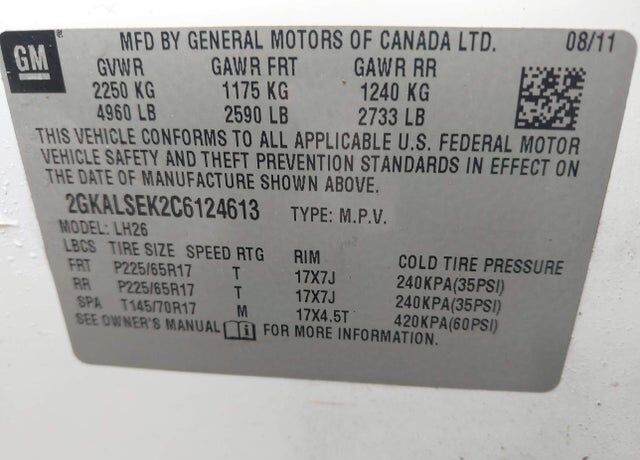 GM
MFD BY GENERAL MOTORS OF CANADA LTD. 08/11
GVWR GAWR FRT GAWR RR
2250 KG 1175 KG 1240 KG
4960 LB 2590 LB 2733 LB
THIS VEHICLE CONFORMS TO ALL APPLICABLE U.S. FEDERAL MOTOR
VEHICLE SAFETY AND THEFT PREVENTION STANDARDS IN EFFECT ON
THE DATE OF MANUFACTURE SHOWN ABOVE.
2GKALSEK2C6124613 TYPE: M.P.V.
MODEL: LH26
LBCS TIRE SIZE SPEED RTG RIM COLD TIRE PRESSURE
FRT P225/65R17 T 17X7J 240KPA(35PSI)
RR P225/65R17 T 17X7J 240KPA(35PSI)
SPA T145/70R17 M 17X4.5T 420KPA(60PSI)
SEE OWNER'S MANUAL i FOR MORE INFORMATION.